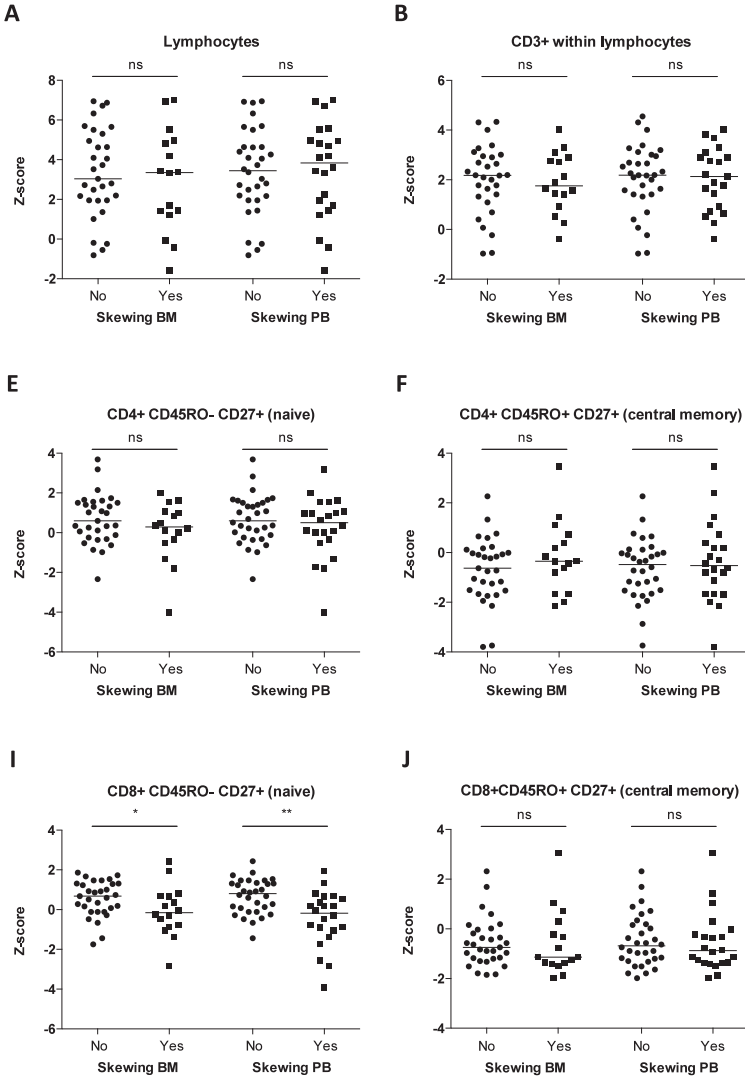 A
Lymphocytes
ns ns
8
6
4
2
0
-2
Z-score
No Yes No Yes
Skewing BM Skewing PB
B
CD3+ within lymphocytes
ns ns
6
4
2
0
-2
Z-score
No Yes No Yes
Skewing BM Skewing PB
E
CD4+ CD45RO- CD27+ (naive)
ns ns
4
2
0
-2
-4
-6
Z-score
No Yes No Yes
Skewing BM Skewing PB
F
CD4+ CD45RO+ CD27+ (central memory)
ns ns
4
2
0
-2
-4
Z-score
No Yes No Yes
Skewing BM Skewing PB
I
CD8+ CD45RO- CD27+ (naive)
* **
4
2
0
-2
-4
-6
Z-score
No Yes No Yes
Skewing BM Skewing PB
J
CD8+CD45RO+ CD27+ (central memory)
ns ns
4
2
0
-2
-4
Z-score
No Yes No Yes
Skewing BM Skewing PB